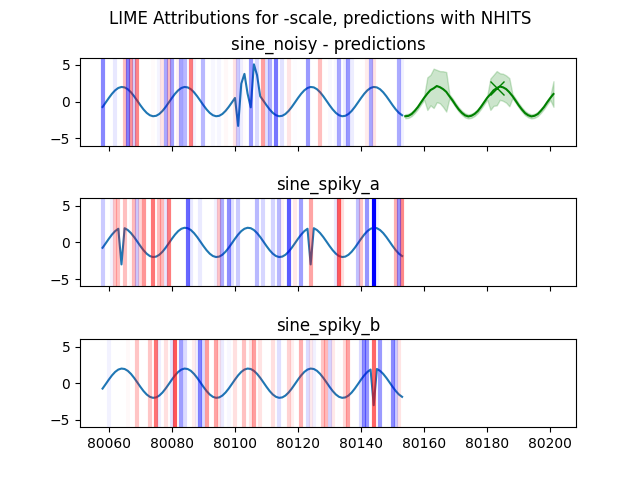 LIME Attributions for -scale, predictions with NHITS
sine_noisy - predictions
5
0
−5
sine_spiky_a
5
0
−5
sine_spiky_b
5
0
−5
80060 80080 80100 80120 80140 80160 80180 80200